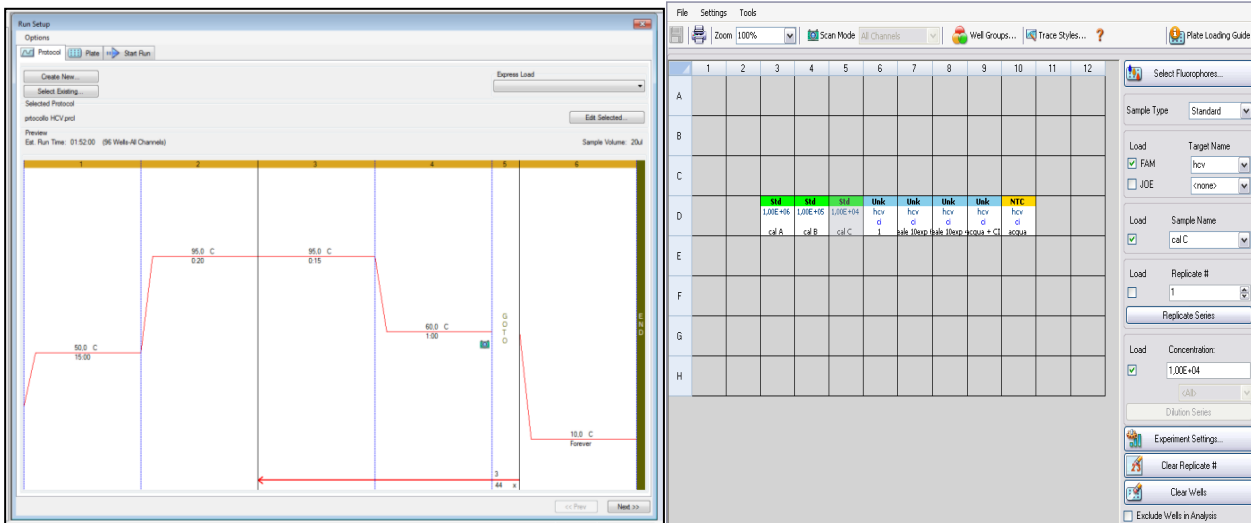 Run Setup
Options
Protocol Plate Start Run
Create New...
Select Existing...
Express Load
Selected Protocol
prtocollo HCV.prcl
Edit Selected...
Preview
Est. Run Time: 01:52:00 (96 Wells-All Channels)
Sample Volume: 20ul
1 2 3 4 5 6
95,0 C 95,0 C
0:20 0:15
60,0 C
1:00
50,0 C
15:00
G
O
T
O
E
N
D
10,0 C
Forever
3
44 x
<< Prev Next >>
File Settings Tools
Zoom 100% Scan Mode All Channels Well Groups... Trace Styles... ? Plate Loading Guide
1 2 3 4 5 6 7 8 9 10 11 12
A
B
C
D
E
F
G
H
Std Std Std Unk Unk Unk Unk NTC
1,00E+06 1,00E+05 1,00E+04 hcv hcv hcv hcv hcv
ci ci ci ci ci
cal A cal B cal C 1 eale 10exp eale 10exp acqua + CI acqua
Select Fluorophores...
Sample Type Standard
Load Target Name
FAM hcv
JOE <none>
Load Sample Name
cal C
Load Replicate #
1
Replicate Series
Load Concentration:
1,00E+04
<All>
Dilution Series
Experiment Settings...
Clear Replicate #
Clear Wells
Exclude Wells in Analysis